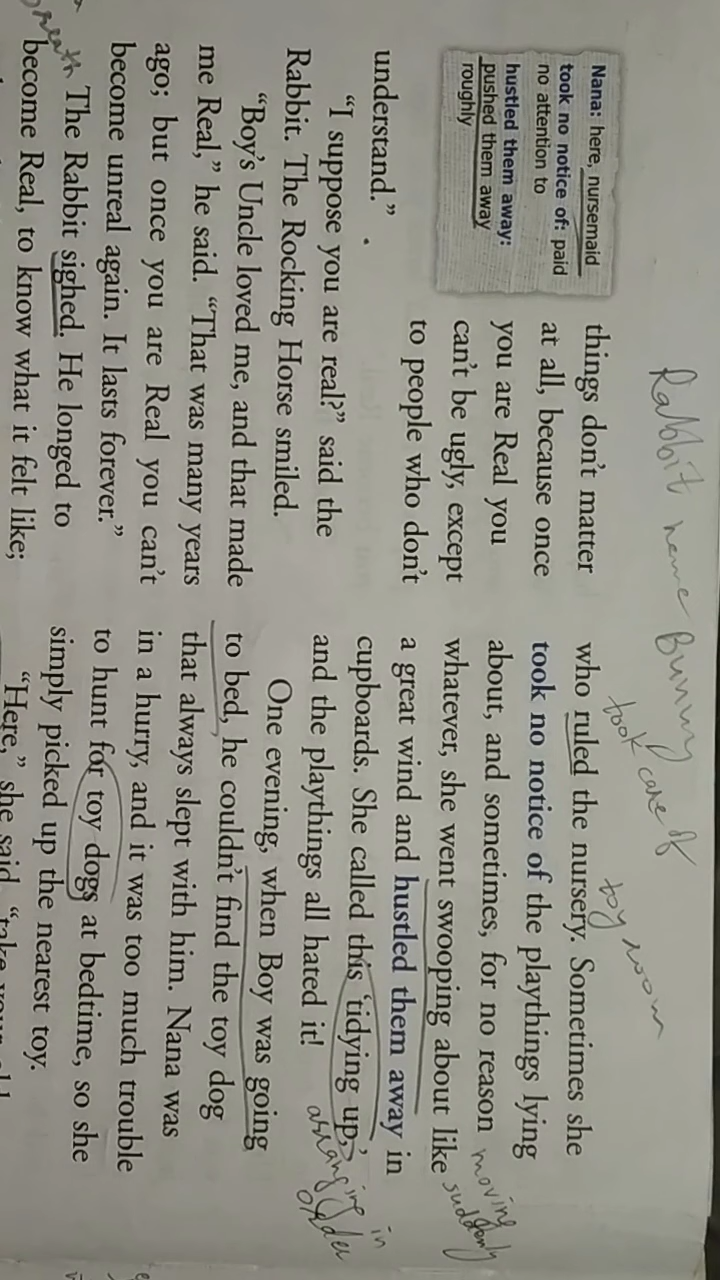 Rabbit name Bunny
took care of
toy room
things don't matter
at all, because once
you are Real you
can't be ugly, except
to people who don't
understand.”
“I suppose you are real?” said the
Rabbit. The Rocking Horse smiled.
“Boy's Uncle loved me, and that made
me Real,” he said. “That was many years
ago; but once you are Real you can't
become unreal again. It lasts forever.”
The Rabbit sighed. He longed to
become Real, to know what it felt like;
Nana: here, nursemaid
took no notice of: paid
no attention to
hustled them away:
pushed them away
roughly
who ruled the nursery. Sometimes she
took no notice of the playthings lying
about, and sometimes, for no reason
whatever, she went swooping about like
a great wind and hustled them away in
cupboards. She called this ‘tidying up,’
and the playthings all hated it!
One evening, when Boy was going
to bed, he couldn't find the toy dog
that always slept with him. Nana was
in a hurry, and it was too much trouble
to hunt for toy dogs at bedtime, so she
simply picked up the nearest toy.
“Here,” she said, “take your old
moving
suddenly
arranging in
order